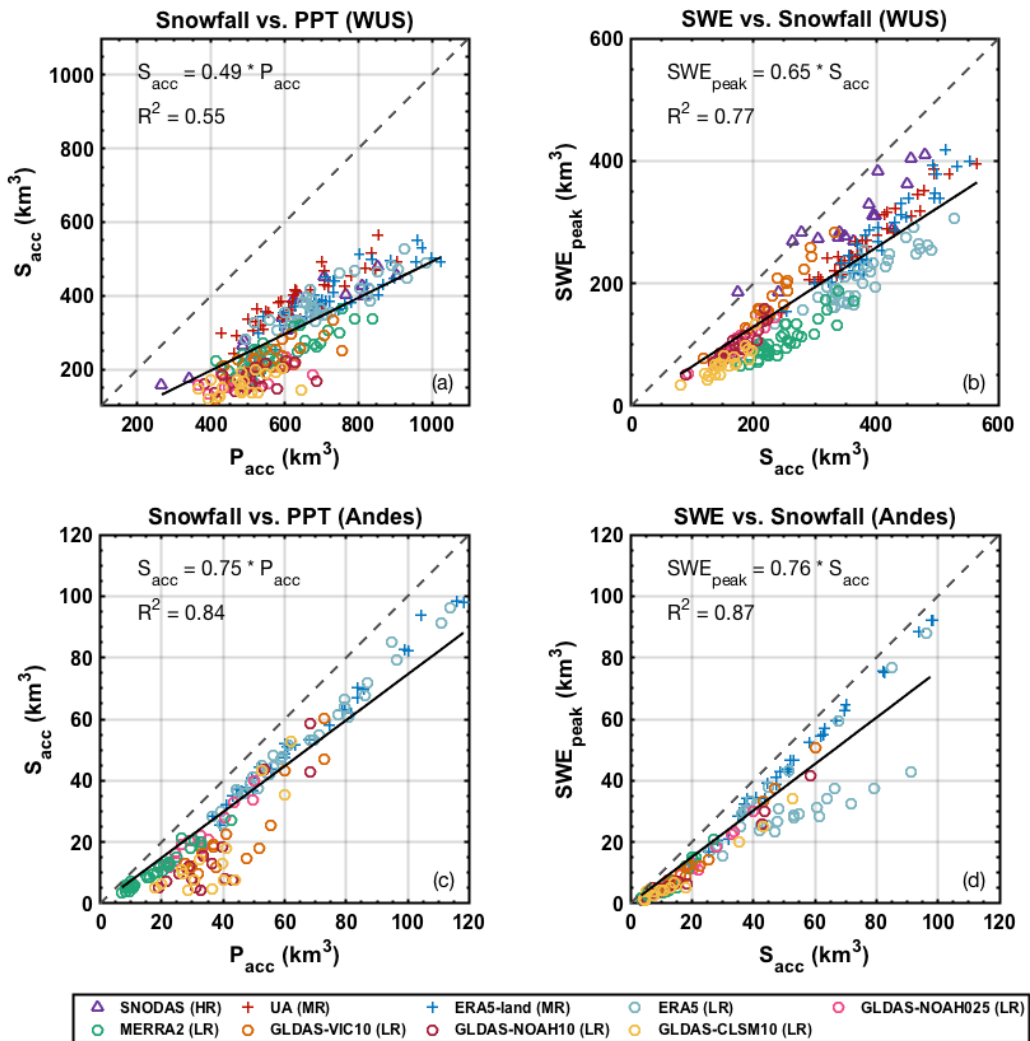 Snowfall vs. PPT (WUS)
S_acc = 0.49 * P_acc
R² = 0.55
1000
800
600
400
200
S_acc (km³)
200 400 600 800 1000
P_acc (km³)
(a)
SWE vs. Snowfall (WUS)
SWE_peak = 0.65 * S_acc
R² = 0.77
600
400
200
0
SWE_peak (km³)
0 200 400 600
S_acc (km³)
(b)
Snowfall vs. PPT (Andes)
S_acc = 0.75 * P_acc
R² = 0.84
120
100
80
60
40
20
0
S_acc (km³)
0 20 40 60 80 100 120
P_acc (km³)
(c)
SWE vs. Snowfall (Andes)
SWE_peak = 0.76 * S_acc
R² = 0.87
120
100
80
60
40
20
0
SWE_peak (km³)
0 20 40 60 80 100 120
S_acc (km³)
(d)
SNODAS (HR) UA (MR) ERA5-land (MR) ERA5 (LR) GLDAS-NOAH025 (LR)
MERRA2 (LR) GLDAS-VIC10 (LR) GLDAS-NOAH10 (LR) GLDAS-CLSM10 (LR)